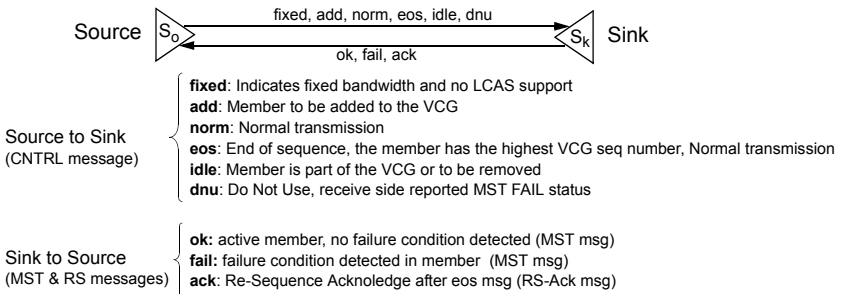 fixed, add, norm, eos, idle, dnu
Source So Sk Sink
ok, fail, ack
fixed: Indicates fixed bandwidth and no LCAS support
add: Member to be added to the VCG
norm: Normal transmission
Source to Sink
(CNTRL message)
eos: End of sequence, the member has the highest VCG seq number, Normal transmission
idle: Member is part of the VCG or to be removed
dnu: Do Not Use, receive side reported MST FAIL status
Sink to Source
(MST & RS messages)
ok: active member, no failure condition detected (MST msg)
fail: failure condition detected in member (MST msg)
ack: Re-Sequence Acknoledge after eos msg (RS-Ack msg)